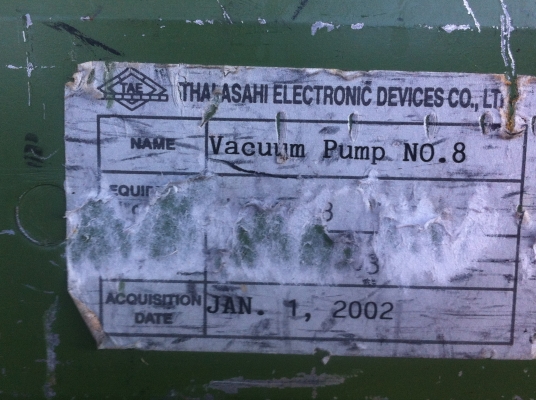 TAE
THAI ASAHI ELECTRONIC DEVICES CO., LT
NAME Vacuum Pump NO.8
ACQUISITION DATE JAN. 1, 2002